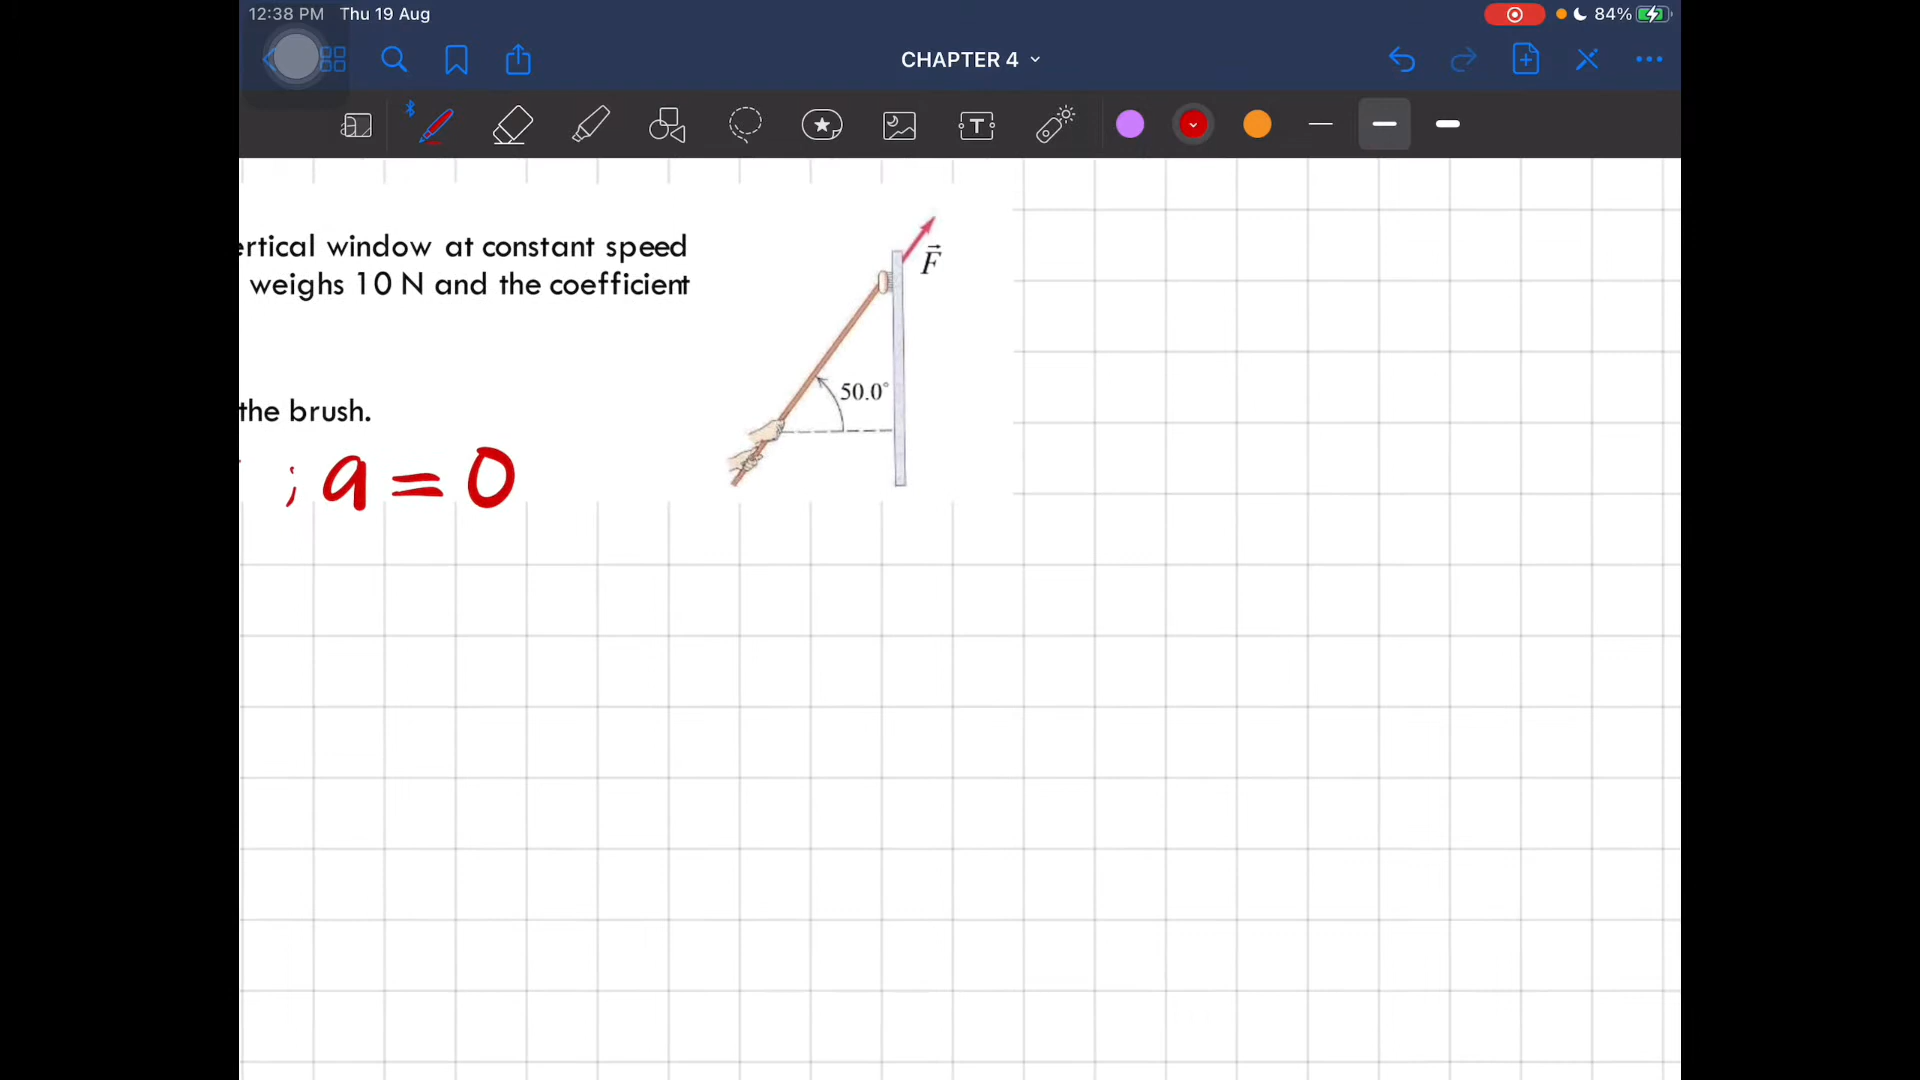 12:38 PM Thu 19 Aug
84%
CHAPTER 4
T
ertical window at constant speed
weighs 10 N and the coefficient
F
50.0°
the brush.
; a = 0